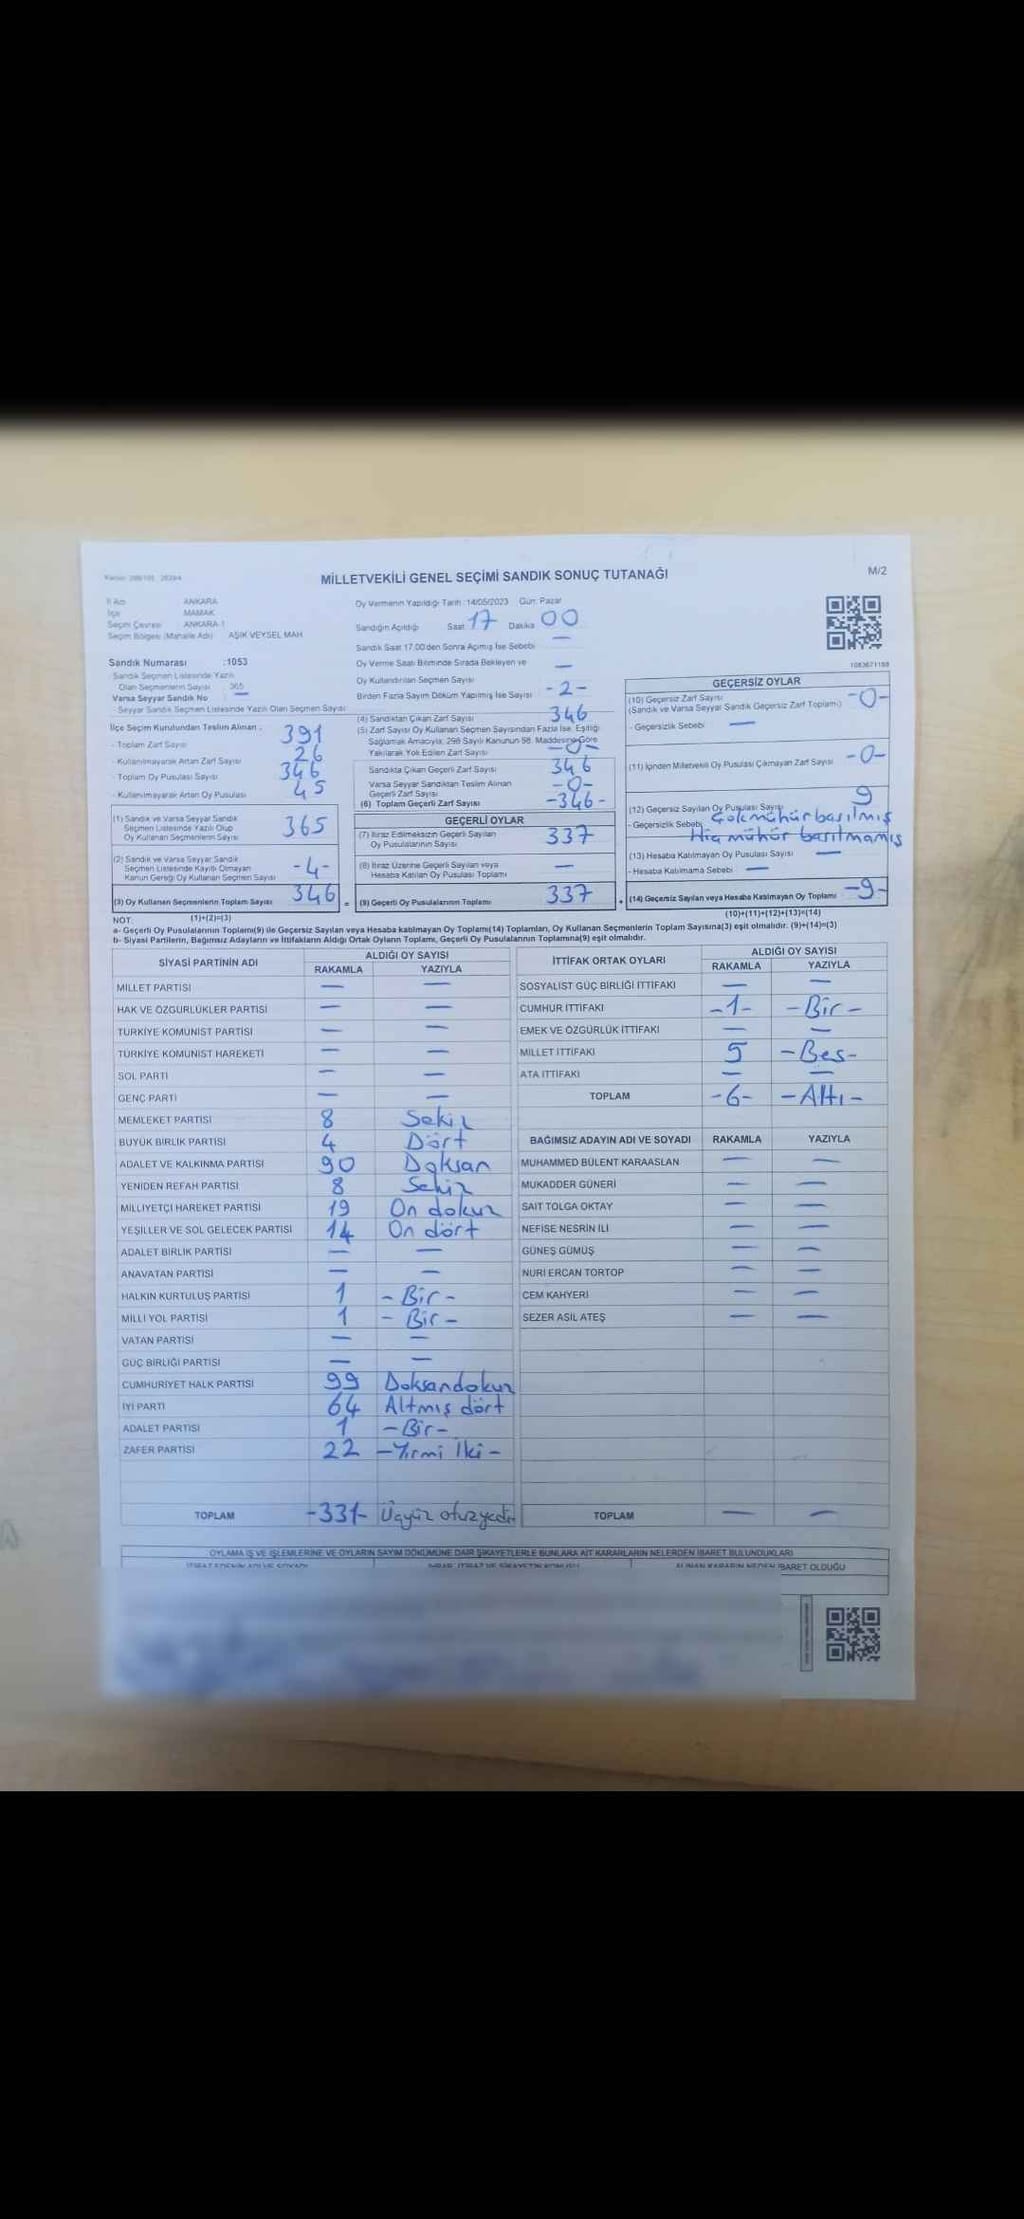 MİLLETVEKİLİ GENEL SEÇİMİ SANDIK SONUÇ TUTANAĞI
M/2
İl Adı ANKARA
İlçe MAMAK
Seçim Çevresi ANKARA-1
Seçim Bölgesi (Mahalle Adı) AŞIK VEYSEL MAH
Sandık Numarası :1053
Sandık Seçmen Listesinde Yazılı
Olan Seçmenlerin Sayısı 365
Varsa Seyyar Sandık No —
Seyyar Sandık Seçmen Listesinde Yazılı Olan Seçmen Sayısı
Oy Vermenin Yapıldığı Tarih :14/05/2023 Gün: Pazar
Sandığın Açıldığı Saat 17 Dakika 00
Sandık Saat 17.00'den Sonra Açılmış İse Sebebi —
Oy Verme Saati Bitiminde Sırada Bekleyen ve
Oy Kullandırılan Seçmen Sayısı —
Birden Fazla Sayım Döküm Yapılmış İse Sayısı -2-
1083671188
İlçe Seçim Kurulundan Teslim Alınan :
- Toplam Zarf Sayısı 391
- Kullanılmayarak Artan Zarf Sayısı 26
- Toplam Oy Pusulası Sayısı 346
- Kullanılmayarak Artan Oy Pusulası 45
(1) Sandık ve Varsa Seyyar Sandık
Seçmen Listesinde Yazılı Olup
Oy Kullanan Seçmenlerin Sayısı 365
(2) Sandık ve Varsa Seyyar Sandık
Seçmen Listesinde Kayıtlı Olmayan
Kanun Gereği Oy Kullanan Seçmen Sayısı -4-
(3) Oy Kullanan Seçmenlerin Toplam Sayısı 346 =
(1)+(2)=(3)
(4) Sandıktan Çıkan Zarf Sayısı 346
(5) Zarf Sayısı Oy Kullanan Seçmen Sayısından Fazla İse, Eşitliği
Sağlamak Amacıyla; 298 Sayılı Kanunun 98. Maddesine Göre
Yakılarak Yok Edilen Zarf Sayısı -0-
Sandıkta Çıkan Geçerli Zarf Sayısı 346
Varsa Seyyar Sandıktan Teslim Alınan
Geçerli Zarf Sayısı -0-
(6) Toplam Geçerli Zarf Sayısı -346-
GEÇERLİ OYLAR
(7) İtiraz Edilmeksizin Geçerli Sayılan
Oy Pusulalarının Sayısı 337
(8) İtiraz Üzerine Geçerli Sayılan veya
Hesaba Katılan Oy Pusulası Toplamı —
(9) Geçerli Oy Pusulalarının Toplamı 337 +
GEÇERSİZ OYLAR
(10) Geçersiz Zarf Sayısı
(Sandık ve Varsa Seyyar Sandık Geçersiz Zarf Toplamı) -0-
- Geçersizlik Sebebi —
(11) İçinden Milletvekili Oy Pusulası Çıkmayan Zarf Sayısı -0-
(12) Geçersiz Sayılan Oy Pusulası Sayısı 9
- Geçersizlik Sebebi Çok mühür basılmış
Hiç mühür basılmamış
(13) Hesaba Katılmayan Oy Pusulası Sayısı —
- Hesaba Katılmama Sebebi —
(14) Geçersiz Sayılan veya Hesaba Katılmayan Oy Toplamı -9-
(10)+(11)+(12)+(13)=(14)
NOT:
a- Geçerli Oy Pusulalarının Toplamı(9) ile Geçersiz Sayılan veya Hesaba katılmayan Oy Toplamı(14) Toplamları, Oy Kullanan Seçmenlerin Toplam Sayısına(3) eşit olmalıdır. (9)+(14)=(3)
b- Siyasi Partilerin, Bağımsız Adayların ve İttifakların Aldığı Ortak Oyların Toplamı, Geçerli Oy Pusulalarının Toplamına(9) eşit olmalıdır.
SİYASİ PARTİNİN ADI ALDIĞI OY SAYISI
RAKAMLA YAZIYLA
MİLLET PARTİSİ — —
HAK VE ÖZGÜRLÜKLER PARTİSİ — —
TÜRKİYE KOMÜNİST PARTİSİ — —
TÜRKİYE KOMÜNİST HAREKETİ — —
SOL PARTİ — —
GENÇ PARTİ — —
MEMLEKET PARTİSİ 8 Sekiz
BÜYÜK BİRLİK PARTİSİ 4 Dört
ADALET VE KALKINMA PARTİSİ 90 Doksan
YENİDEN REFAH PARTİSİ 8 Sekiz
MİLLİYETÇİ HAREKET PARTİSİ 19 On dokuz
YEŞİLLER VE SOL GELECEK PARTİSİ 14 On dört
ADALET BİRLİK PARTİSİ — —
ANAVATAN PARTİSİ — —
HALKIN KURTULUŞ PARTİSİ 1 -Bir-
MİLLİ YOL PARTİSİ 1 -Bir-
VATAN PARTİSİ — —
GÜÇ BİRLİĞİ PARTİSİ — —
CUMHURİYET HALK PARTİSİ 99 Doksandokuz
İYİ PARTİ 64 Altmış dört
ADALET PARTİSİ 1 -Bir-
ZAFER PARTİSİ 22 -Yirmi İki-
TOPLAM -331- Üçyüz otuzyedi
İTTİFAK ORTAK OYLARI ALDIĞI OY SAYISI
RAKAMLA YAZIYLA
SOSYALİST GÜÇ BİRLİĞİ İTTİFAKI — —
CUMHUR İTTİFAKI -1- -Bir-
EMEK VE ÖZGÜRLÜK İTTİFAKI — —
MİLLET İTTİFAKI 5 -Beş-
ATA İTTİFAKI — —
TOPLAM -6- -Altı-
BAĞIMSIZ ADAYIN ADI VE SOYADI RAKAMLA YAZIYLA
MUHAMMED BÜLENT KARAASLAN — —
MUKADDER GÜNERİ — —
SAİT TOLGA OKTAY — —
NEFİSE NESRİN İLİ — —
GÜNEŞ GÜMÜŞ — —
NURİ ERCAN TORTOP — —
CEM KAHYERİ — —
SEZER ASİL ATEŞ — —
TOPLAM — —
OYLAMA İŞ VE İŞLEMLERİNE VE OYLARIN SAYIM DÖKÜMÜNE DAİR ŞİKAYETLERLE BUNLARA AİT KARARLARIN NELERDEN İBARET BULUNDUKLARI